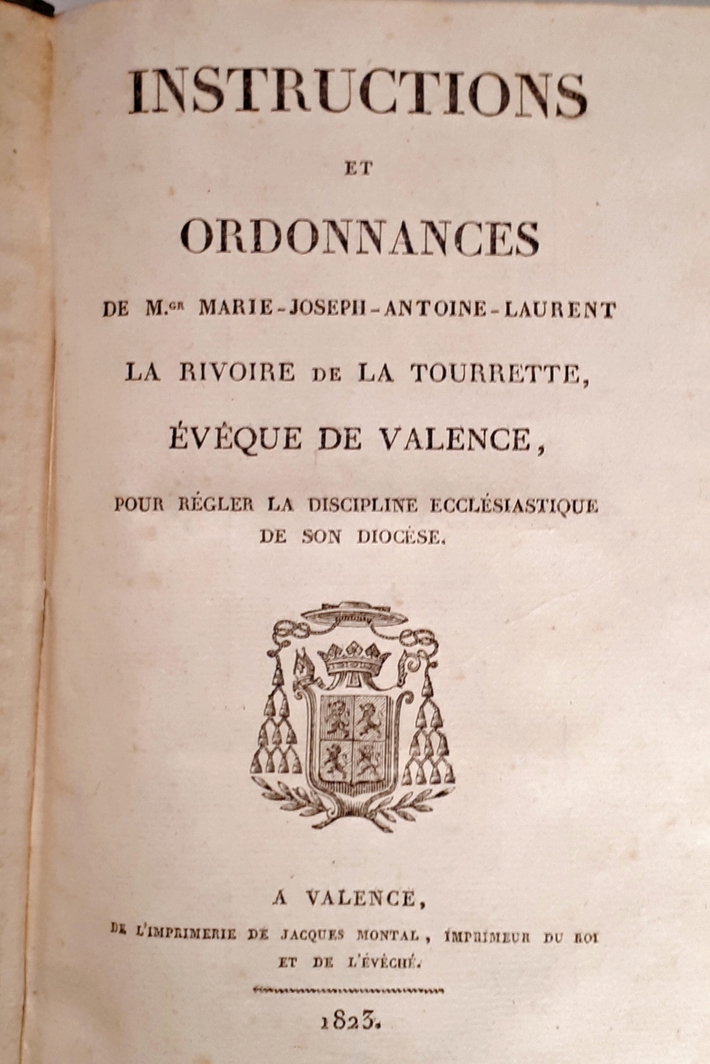 INSTRUCTIONS
ET
ORDONNANCES
DE M.GR MARIE-JOSEPH-ANTOINE-LAURENT
LA RIVOIRE DE LA TOURRETTE,
ÉVÊQUE DE VALENCE,
POUR RÉGLER LA DISCIPLINE ECCLÉSIASTIQUE
DE SON DIOCÈSE.
A VALENCE,
DE L'IMPRIMERIE DE JACQUES MONTAL, IMPRIMEUR DU ROI
ET DE L'ÉVÊCHÉ.
1823.